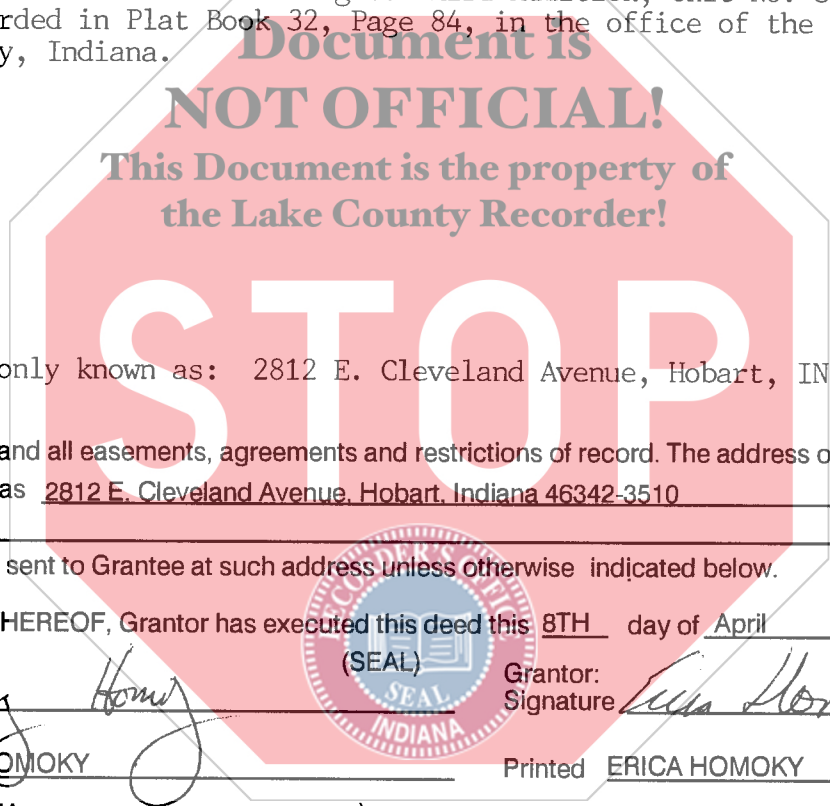 rded in Plat Book 32, Page 84, in the office of the
y, Indiana.
Document is
NOT OFFICIAL!
This Document is the property of
the Lake County Recorder!
STOP
only known as: 2812 E. Cleveland Avenue, Hobart, IN
and all easements, agreements and restrictions of record. The address o
as 2812 E. Cleveland Avenue, Hobart, Indiana 46342-3510
sent to Grantee at such address unless otherwise indicated below.
HEREOF, Grantor has executed this deed this 8TH day of April
(SEAL)
Grantor:
Signature
OMOKY
Printed ERICA HOMOKY
RECORDER'S OFFICE
SEAL
INDIANA